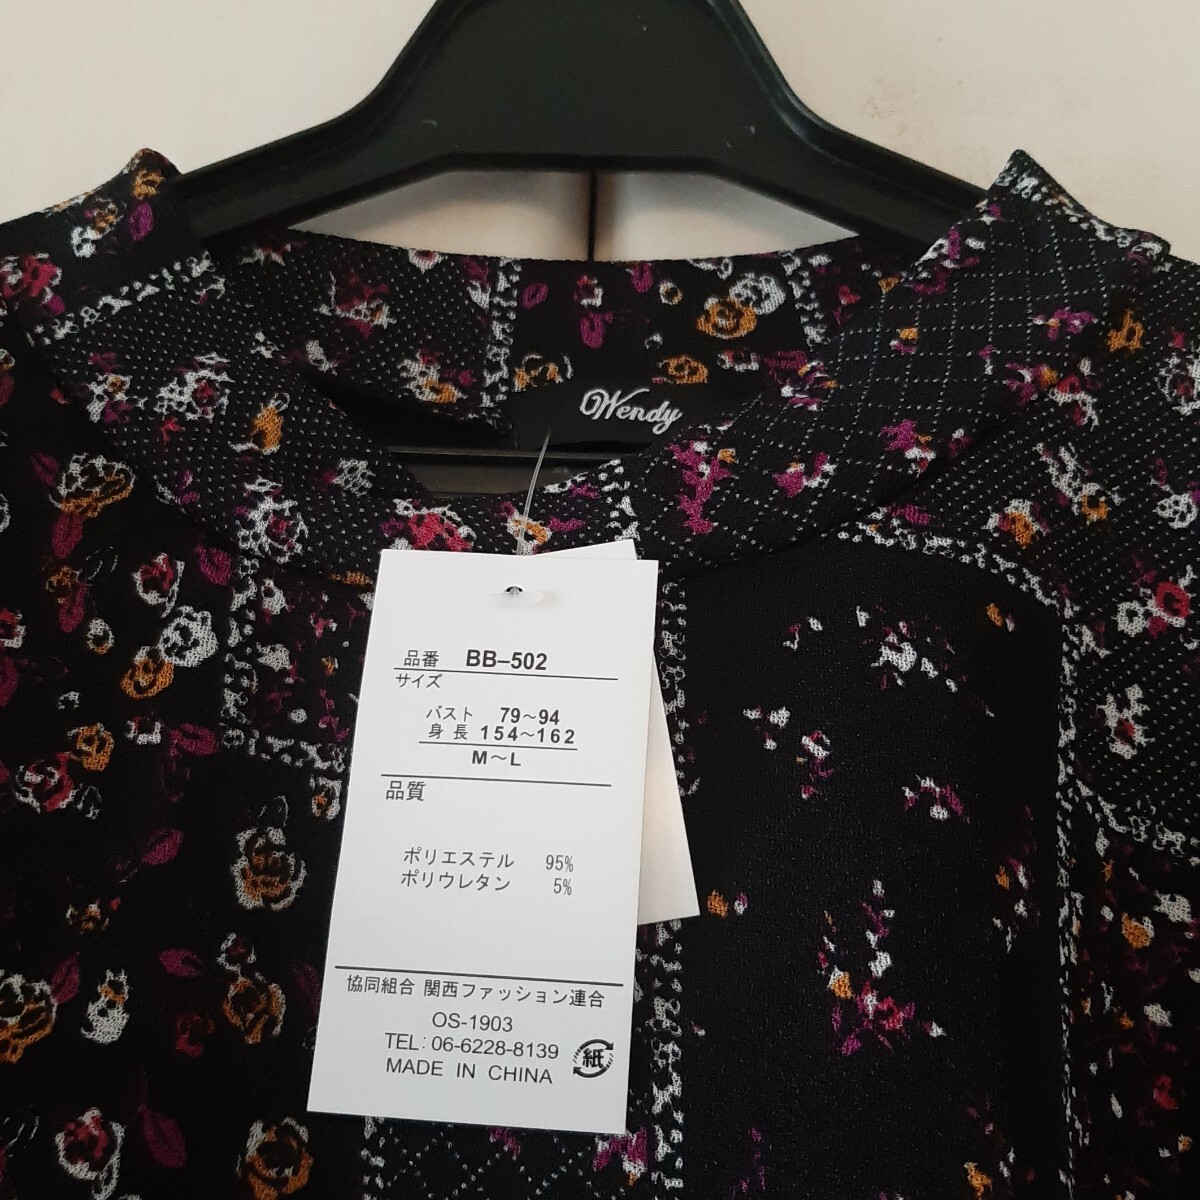 Wendy
品番 BB–502
サイズ
バスト 79～94
身長 154～162
M～L
品質
ポリエステル 95%
ポリウレタン 5%
協同組合 関西ファッション連合
OS-1903
TEL:06-6228-8139
MADE IN CHINA
紙